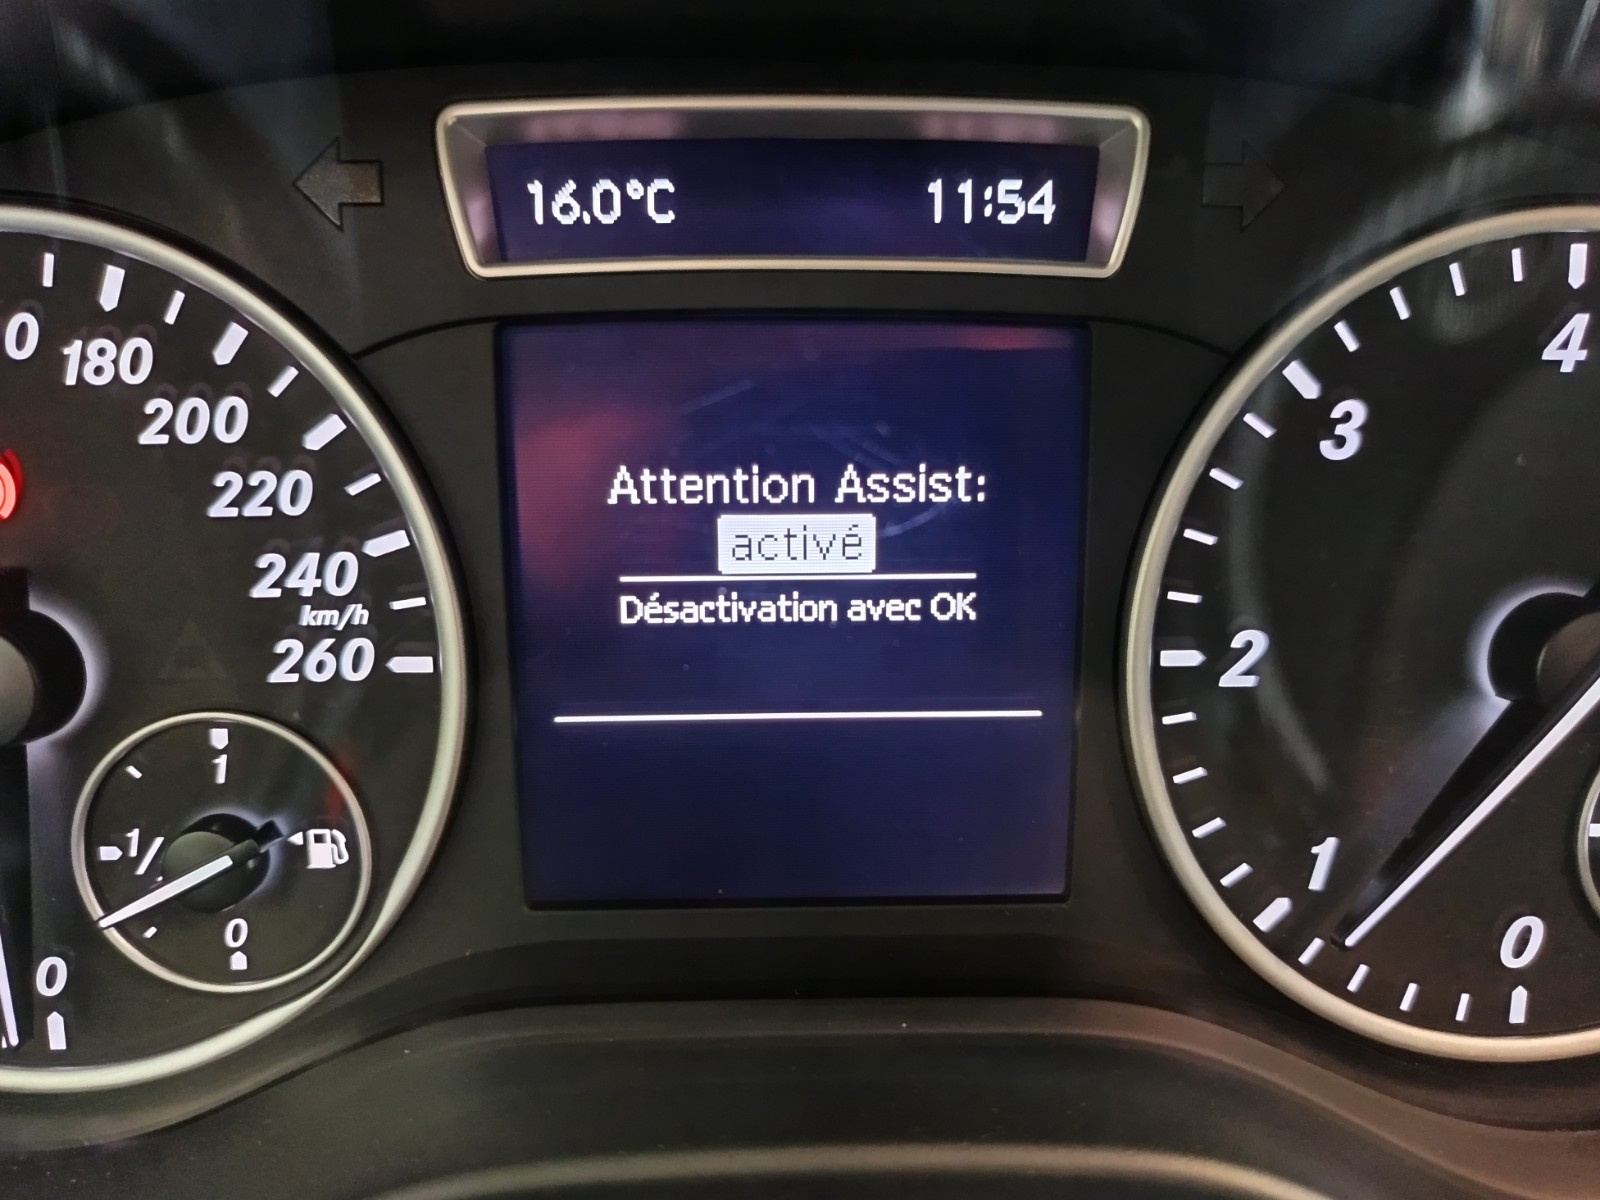 16.0°C 11:54
180
200
220
240
km/h
260
1
1/
0
0
Attention Assist:
activé
Désactivation avec OK
4
3
2
1
0